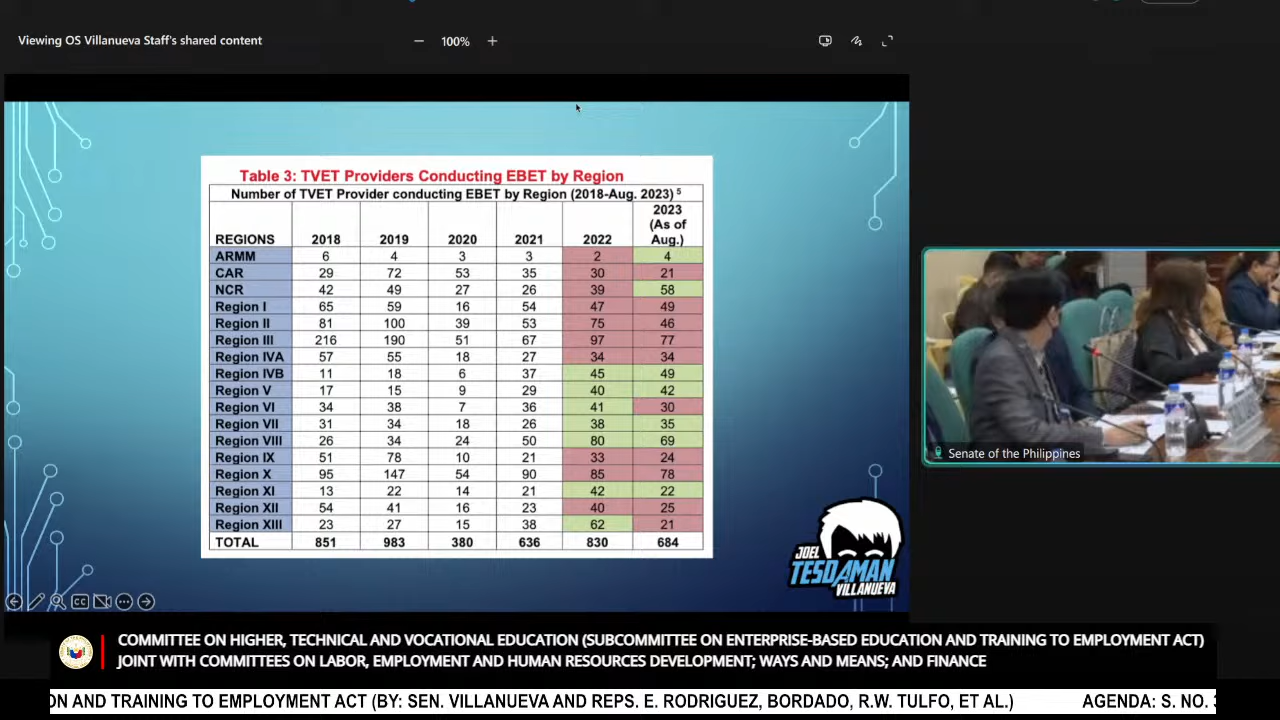 Viewing OS Villanueva Staff's shared content
100%
Table 3: TVET Providers Conducting EBET by Region
Number of TVET Provider conducting EBET by Region (2018-Aug. 2023) 5
REGIONS 2018 2019 2020 2021 2022 2023 (As of Aug.)
ARMM 6 4 3 3 2 4
CAR 29 72 53 35 30 21
NCR 42 49 27 26 39 58
Region I 65 59 16 54 47 49
Region II 81 100 39 53 75 46
Region III 216 190 51 67 97 77
Region IVA 57 55 18 27 34 34
Region IVB 11 18 6 37 45 49
Region V 17 15 9 29 40 42
Region VI 34 38 7 36 41 30
Region VII 31 34 18 26 38 35
Region VIII 26 34 24 50 80 69
Region IX 51 78 10 21 33 24
Region X 95 147 54 90 85 78
Region XI 13 22 14 21 42 22
Region XII 54 41 16 23 40 25
Region XIII 23 27 15 38 62 21
TOTAL 851 983 380 636 830 684
Senate of the Philippines
JOEL
TESDAMAN
VILLANUEVA
CC
COMMITTEE ON HIGHER, TECHNICAL AND VOCATIONAL EDUCATION (SUBCOMMITTEE ON ENTERPRISE-BASED EDUCATION AND TRAINING TO EMPLOYMENT ACT)
JOINT WITH COMMITTEES ON LABOR, EMPLOYMENT AND HUMAN RESOURCES DEVELOPMENT; WAYS AND MEANS; AND FINANCE
ON AND TRAINING TO EMPLOYMENT ACT (BY: SEN. VILLANUEVA AND REPS. E. RODRIGUEZ, BORDADO, R.W. TULFO, ET AL.) AGENDA: S. NO.